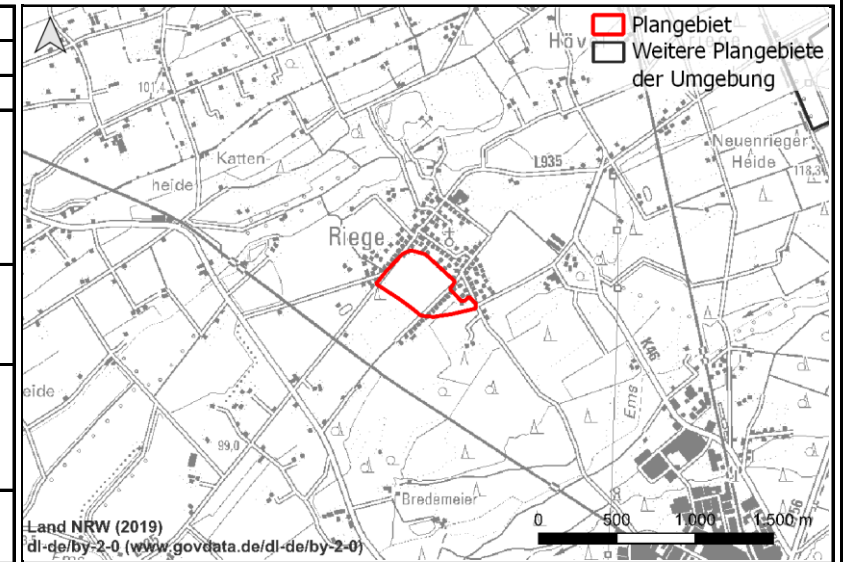 Plangebiet
Weitere Plangebiete
der Umgebung
Häv
101,4
Katten
heide
L935
Neuenrieger
Heide
118,3
Riege
K46
Ems
eide
99,0
Bredemeier
Land NRW (2019)
dl-de/by-2-0 (www.govdata.de/dl-de/by-2-0)
0 500 1.000 1.500 m